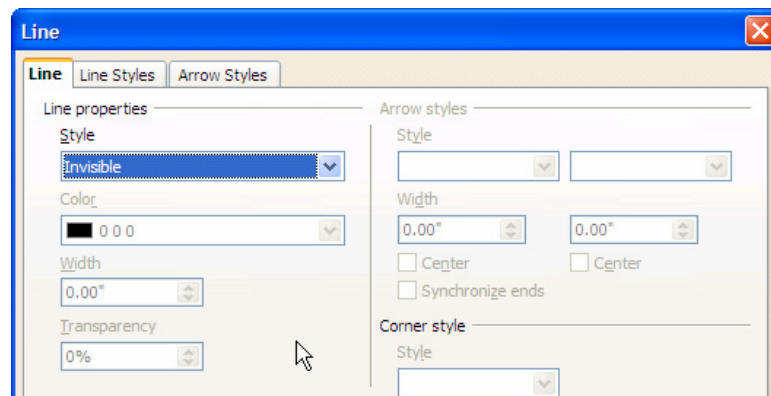 Line
Line Line Styles Arrow Styles
Line properties
Style
Invisible
Color
0 0 0
Width
0.00"
Transparency
0%
Arrow styles
Style
Width
0.00" 0.00"
Center Center
Synchronize ends
Corner style
Style